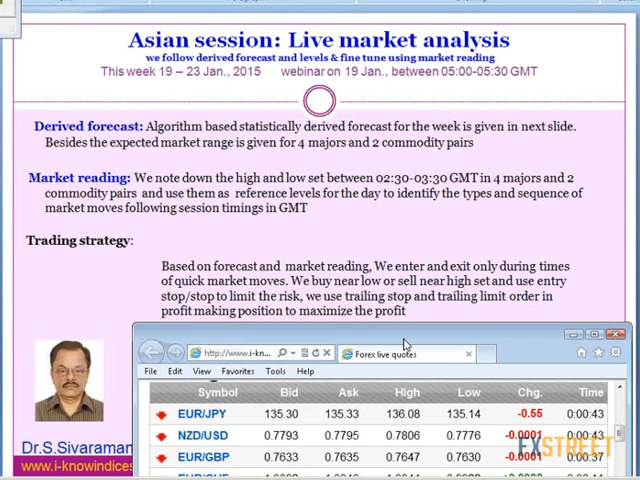 Asian session: Live market analysis
we follow derived forecast and levels & fine tune using market reading
This week 19 – 23 Jan., 2015 webinar on 19 Jan., between 05:00-05:30 GMT
Derived forecast: Algorithm based statistically derived forecast for the week is given in next slide.
Besides the expected market range is given for 4 majors and 2 commodity pairs
Market reading: We note down the high and low set between 02:30-03:30 GMT in 4 majors and 2
commodity pairs and use them as reference levels for the day to identify the types and sequence of
market moves following session timings in GMT
Trading strategy:
Based on forecast and market reading, We enter and exit only during times
of quick market moves. We buy near low or sell near high set and use entry
stop/stop to limit the risk, we use trailing stop and trailing limit order in
profit making position to maximize the profit
http://www.i-kn...
Forex live quotes
File Edit View Favorites Tools Help
Symbol Bid Ask High Low Chg. Time
EUR/JPY 135.30 135.33 136.08 135.14 -0.55 0:00:43
NZD/USD 0.7793 0.7795 0.7806 0.7776 -0.0001 0:00:43
EUR/GBP 0.7633 0.7635 0.7647 0.7630 -0.0001 0:00:37
FXSTREET
Dr.S.Sivaraman
www.i-knowindices